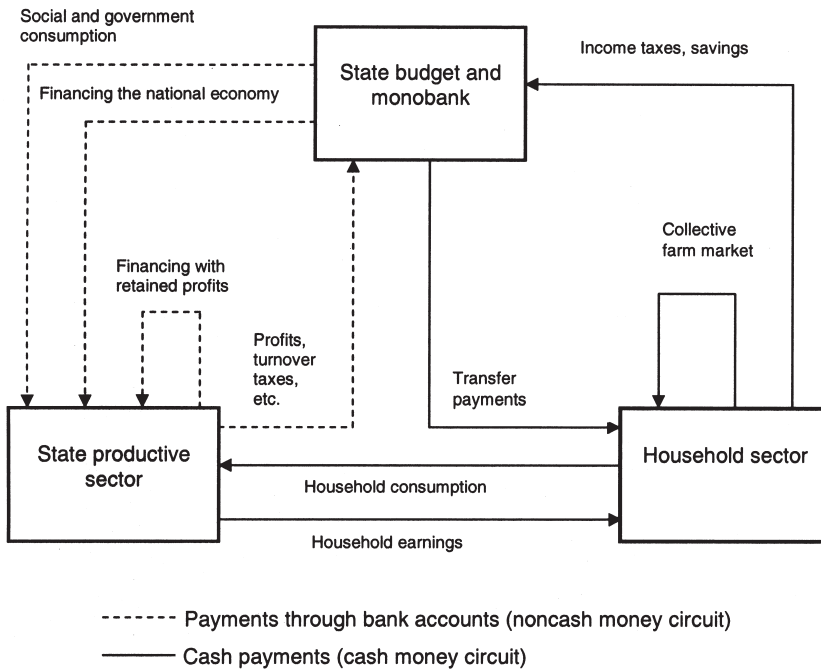 Social and government
consumption
State budget and
monobank
Income taxes, savings
Financing the national economy
Collective
farm market
Financing with
retained profits
Profits,
turnover
taxes,
etc.
Transfer
payments
State productive
sector
Household sector
Household consumption
Household earnings
Payments through bank accounts (noncash money circuit)
Cash payments (cash money circuit)